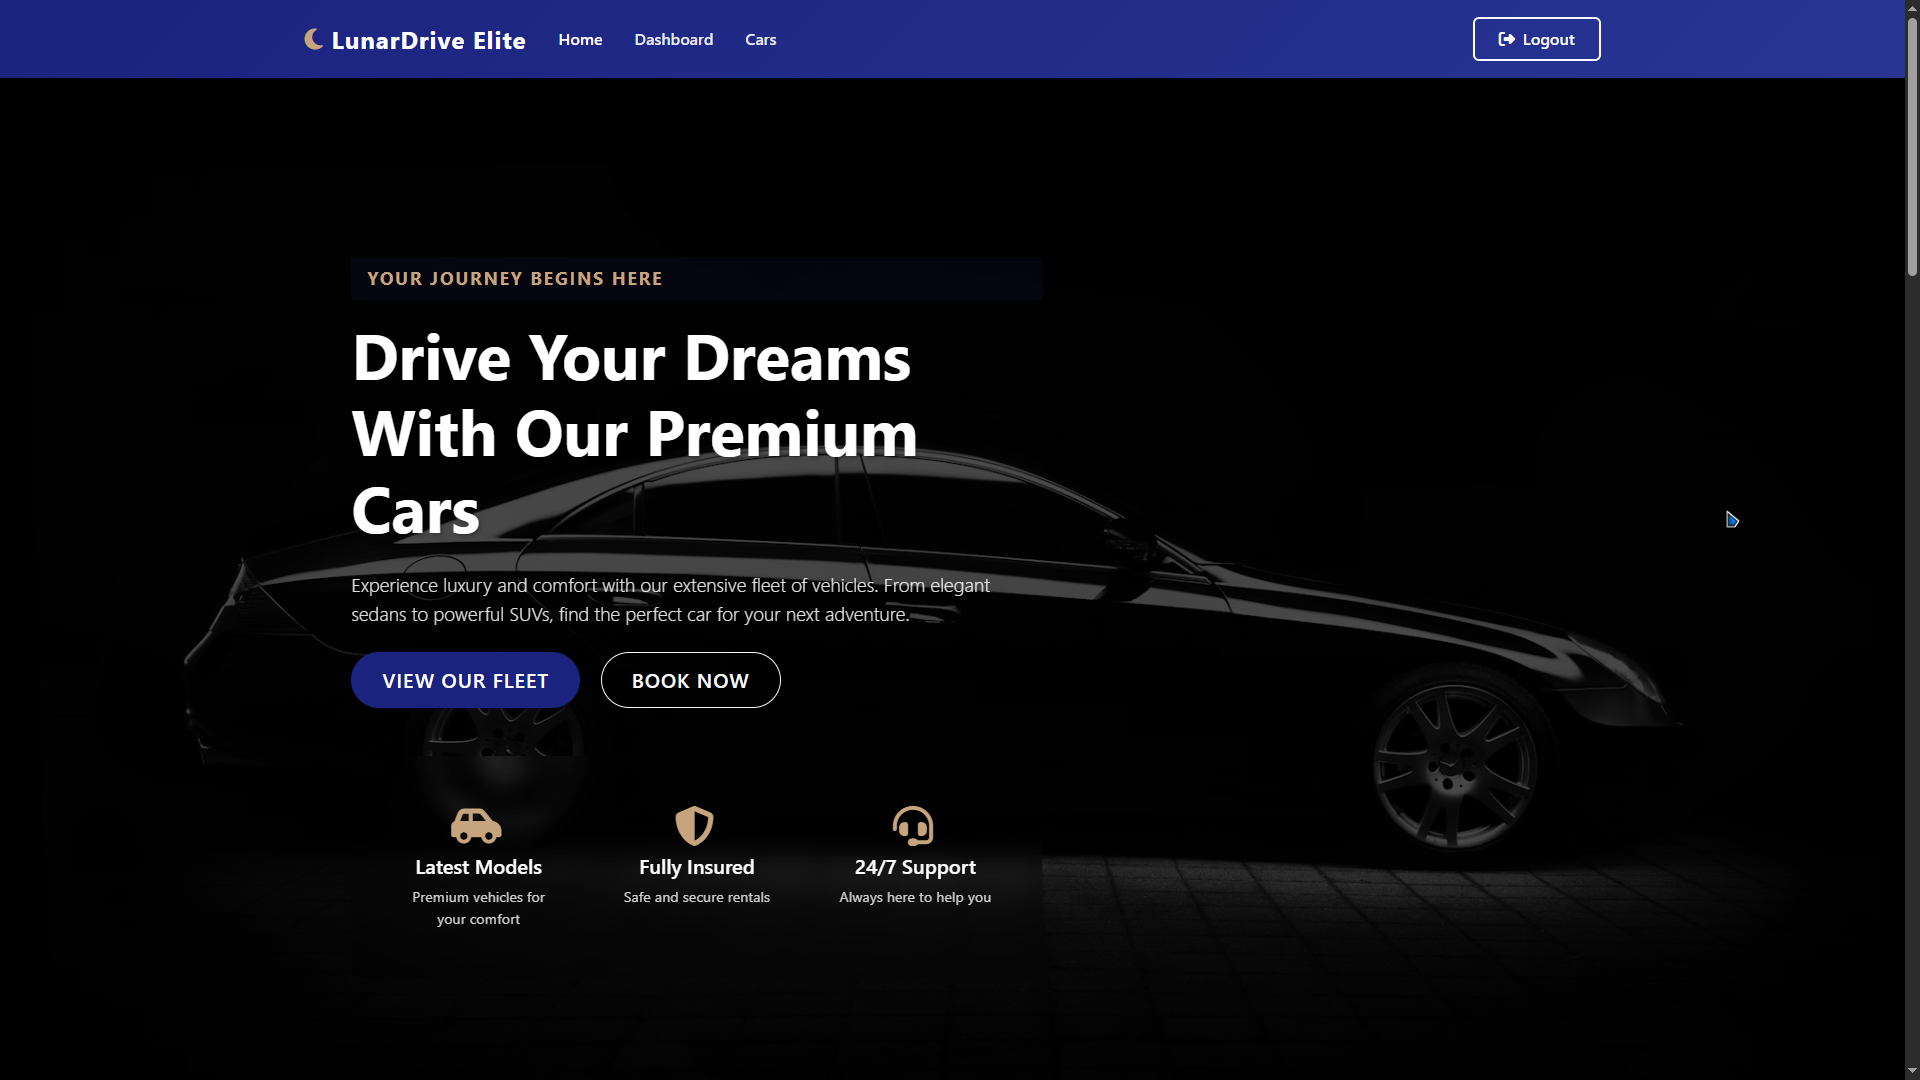 LunarDrive Elite
Home
Dashboard
Cars
Logout
YOUR JOURNEY BEGINS HERE
Drive Your Dreams
With Our Premium
Cars
Experience luxury and comfort with our extensive fleet of vehicles. From elegant
sedans to powerful SUVs, find the perfect car for your next adventure.
VIEW OUR FLEET
BOOK NOW
Latest Models
Premium vehicles for
your comfort
Fully Insured
Safe and secure rentals
24/7 Support
Always here to help you